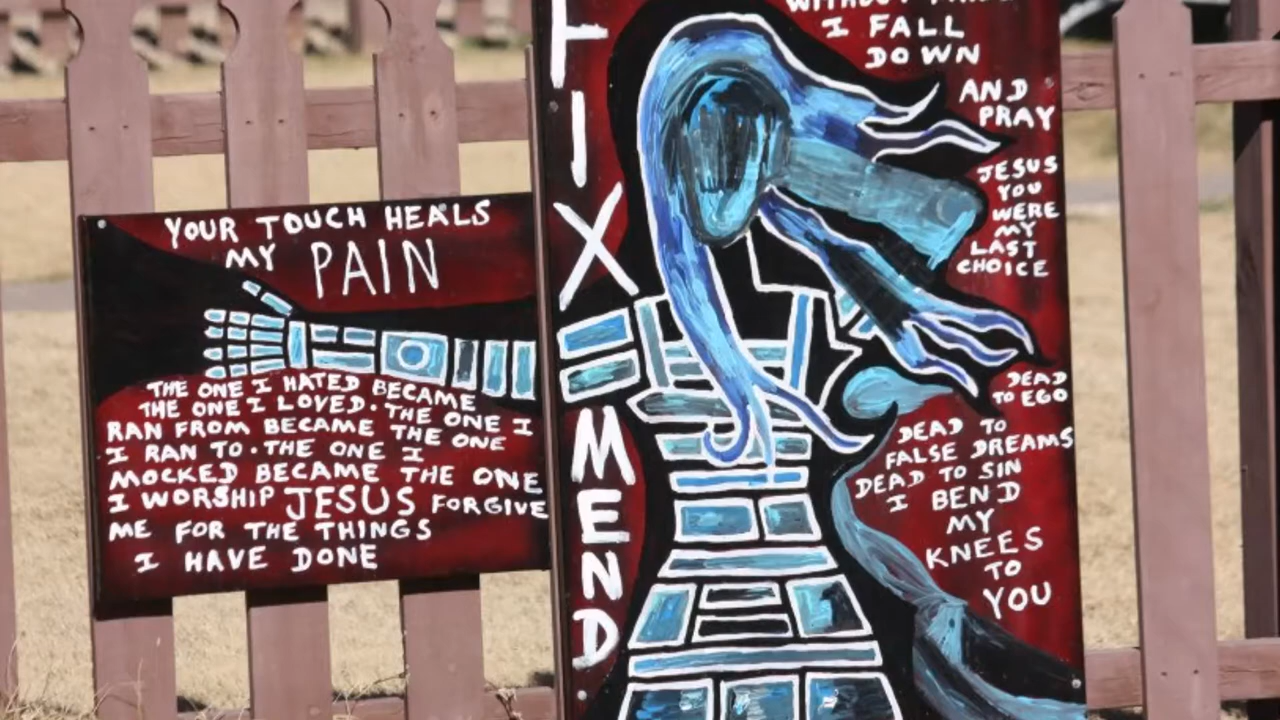 YOUR TOUCH HEALS
MY PAIN
THE ONE I HATED BECAME
THE ONE I LOVED. THE ONE I
RAN FROM BECAME THE ONE
I RAN TO. THE ONE I
MOCKED BECAME THE ONE
I WORSHIP JESUS FORGIVE
ME FOR THE THINGS
I HAVE DONE
MEND
I FALL
DOWN
AND
PRAY
JESUS
YOU
WERE
MY
LAST
CHOICE
DEAD
TO EGO
DEAD TO
FALSE DREAMS
DEAD TO SIN
I BEND
MY
KNEES
TO
YOU